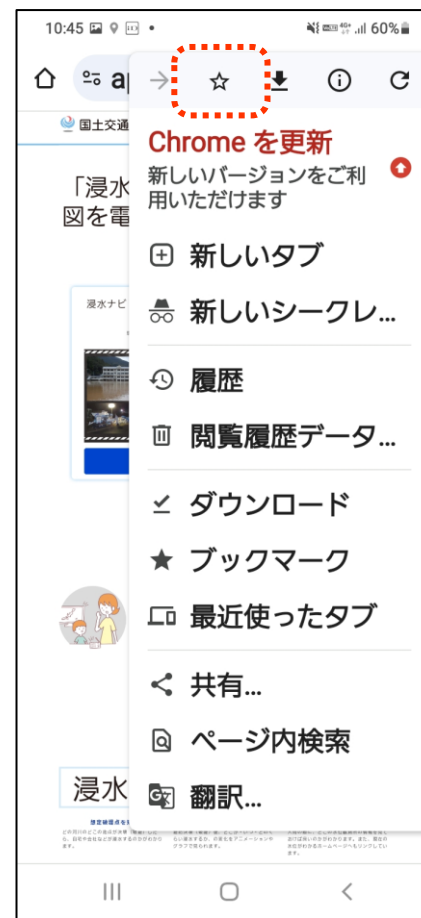 10:45
60%
a
国土交通
「浸水
図を電
浸水ナビ
Chrome を更新
新しいバージョンをご利
用いただけます
新しいタブ
新しいシークレ...
履歴
閲覧履歴データ...
ダウンロード
ブックマーク
最近使ったタブ
共有...
ページ内検索
翻訳...
浸水